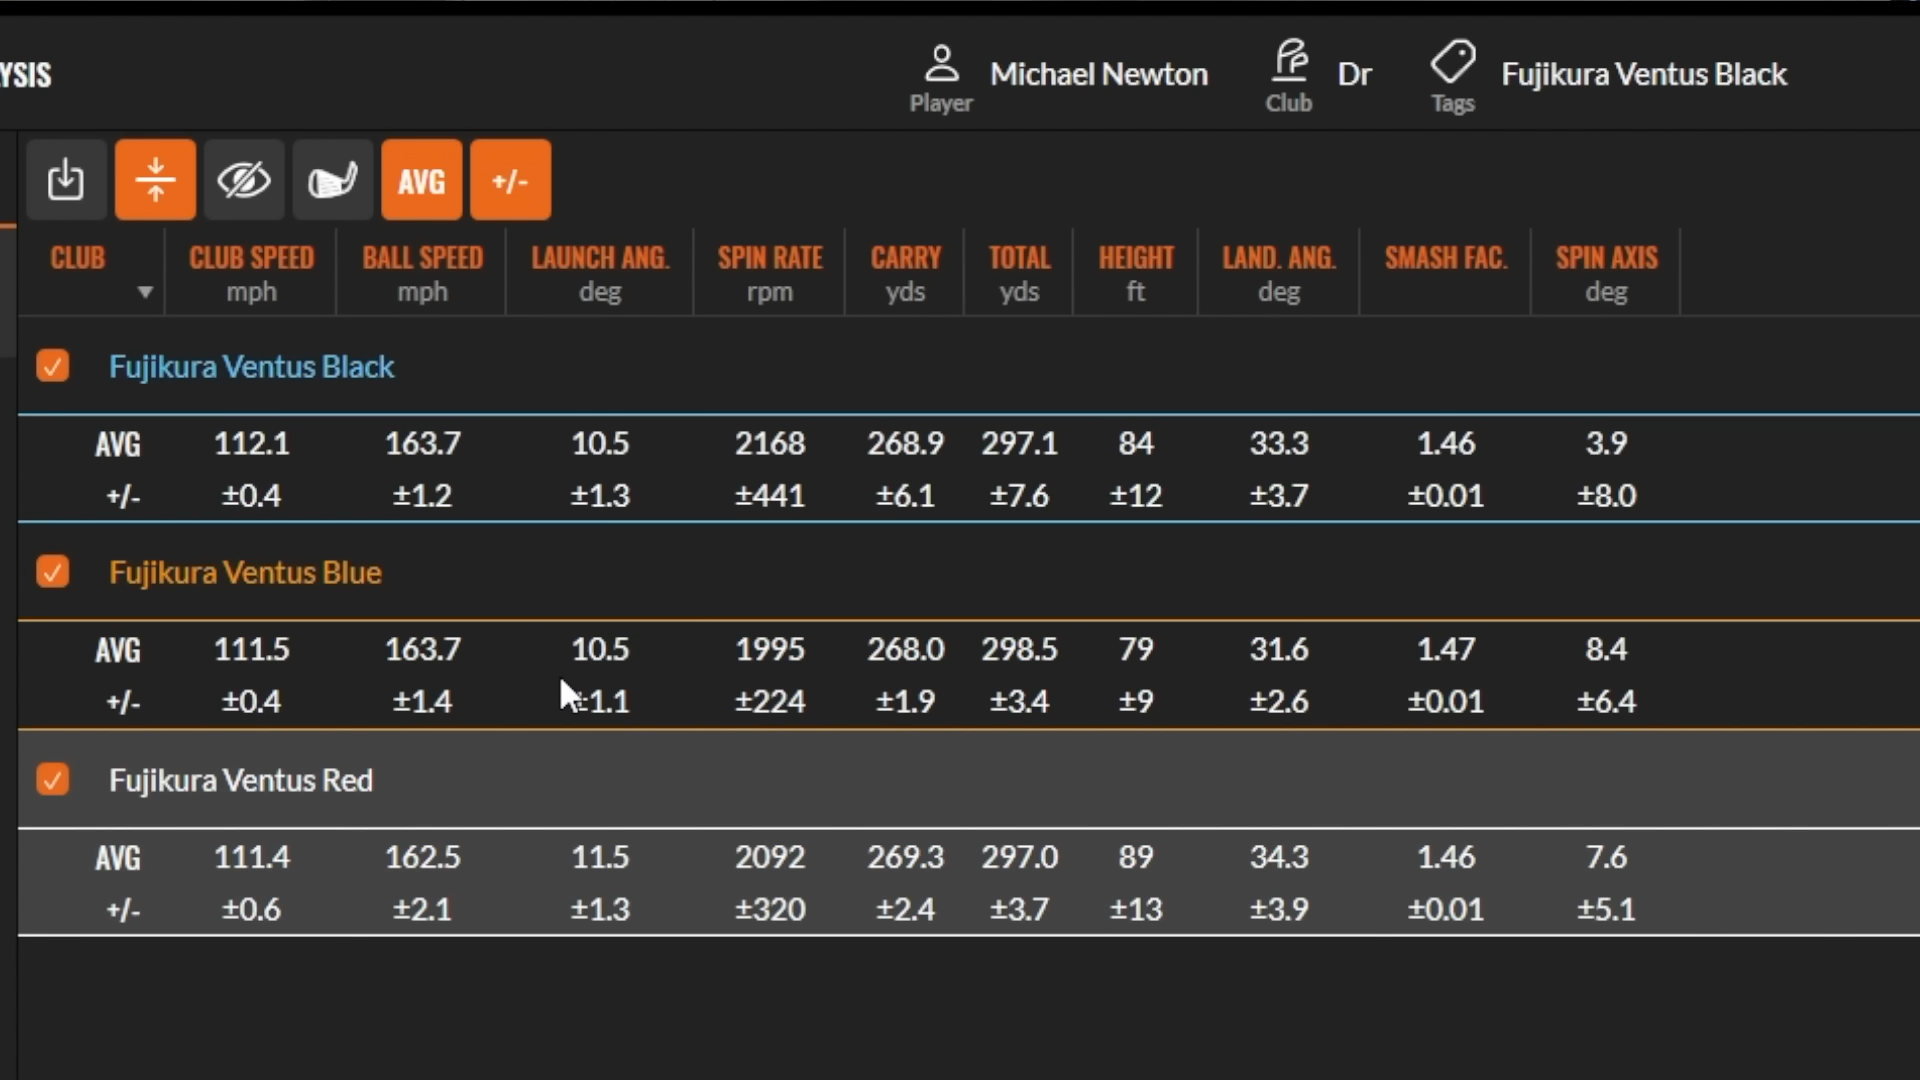 YSIS
Player Michael Newton Club Dr Tags Fujikura Ventus Black
AVG +/-
CLUB CLUB SPEED BALL SPEED LAUNCH ANG. SPIN RATE CARRY TOTAL HEIGHT LAND. ANG. SMASH FAC. SPIN AXIS
mph mph deg rpm yds yds ft deg deg
Fujikura Ventus Black
AVG 112.1 163.7 10.5 2168 268.9 297.1 84 33.3 1.46 3.9
+/- ±0.4 ±1.2 ±1.3 ±441 ±6.1 ±7.6 ±12 ±3.7 ±0.01 ±8.0
Fujikura Ventus Blue
AVG 111.5 163.7 10.5 1995 268.0 298.5 79 31.6 1.47 8.4
+/- ±0.4 ±1.4 ±1.1 ±224 ±1.9 ±3.4 ±9 ±2.6 ±0.01 ±6.4
Fujikura Ventus Red
AVG 111.4 162.5 11.5 2092 269.3 297.0 89 34.3 1.46 7.6
+/- ±0.6 ±2.1 ±1.3 ±320 ±2.4 ±3.7 ±13 ±3.9 ±0.01 ±5.1